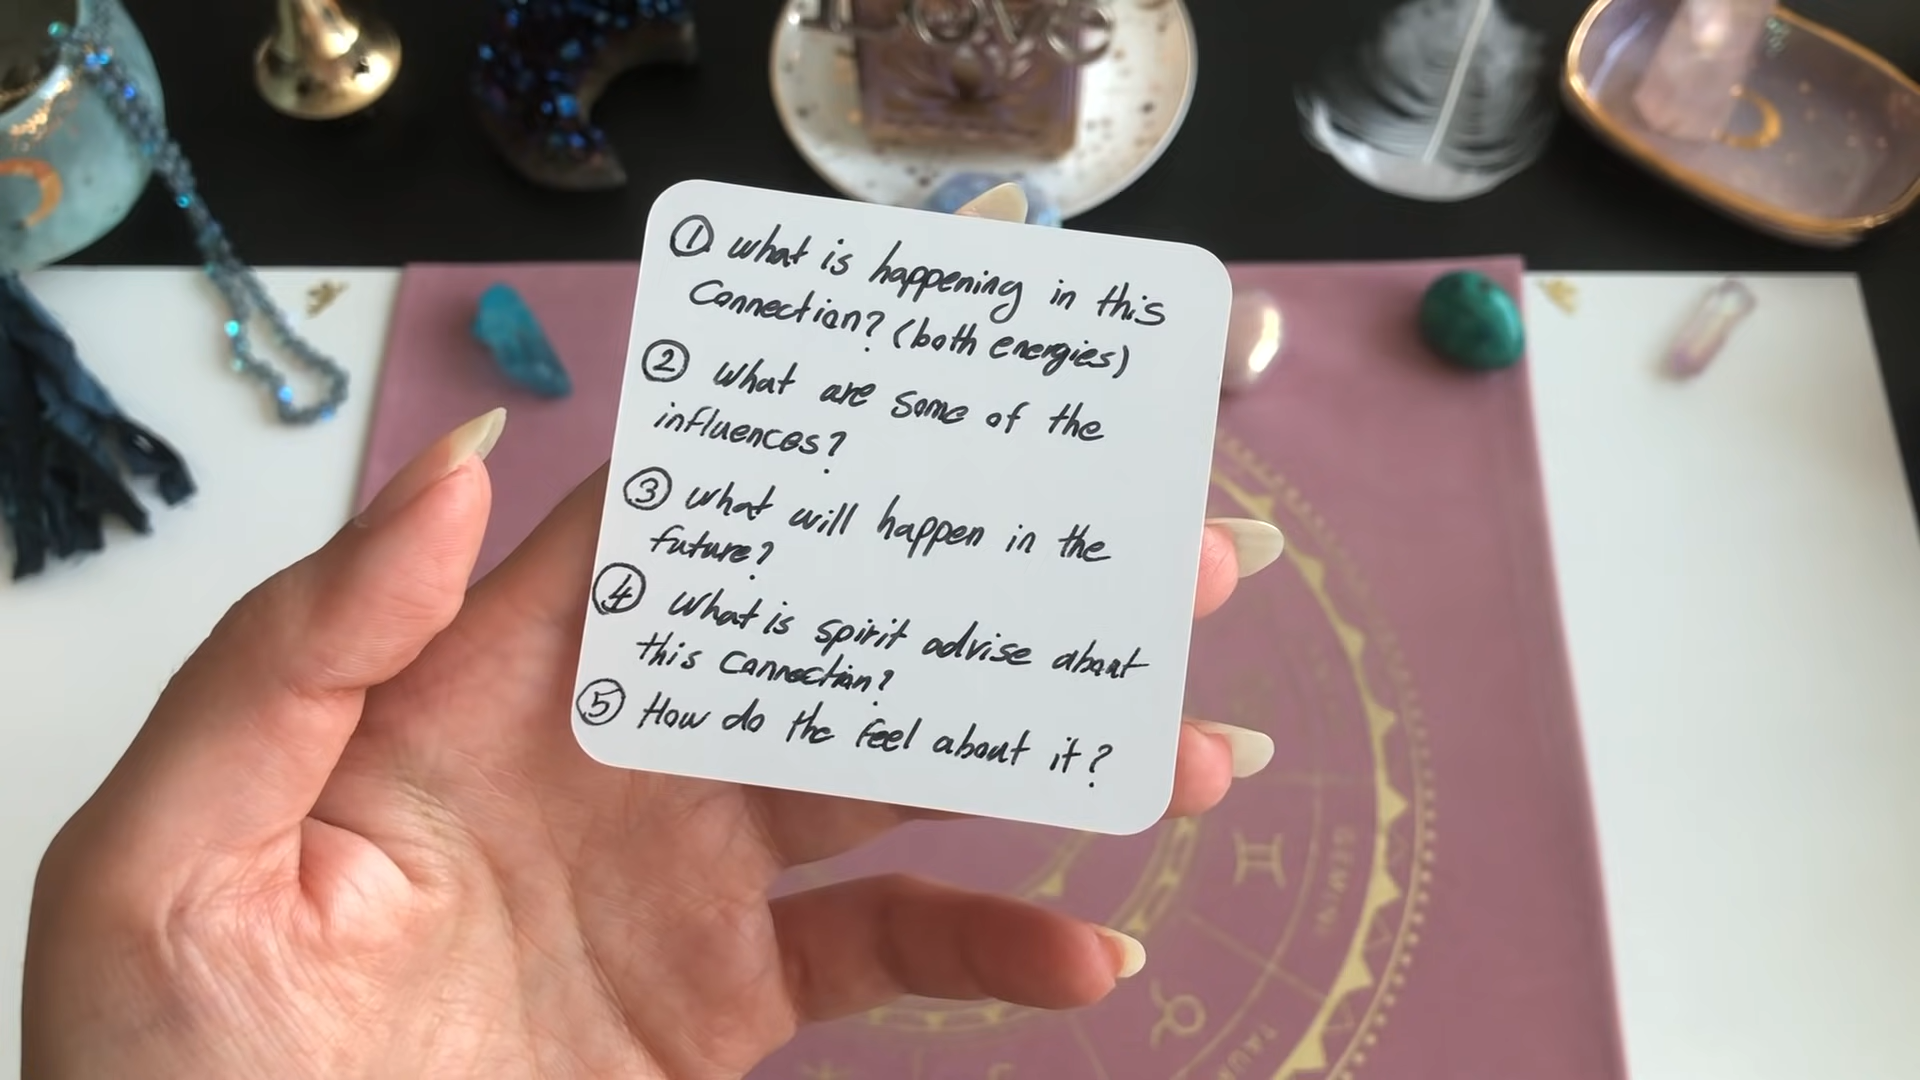 Love
① what is happening in this
Connection? (both energies)
② what are some of the
influences?
③ what will happen in the
future?
④ what is spirit advise about
this connection?
⑤ How do the feel about it?
GEMINI